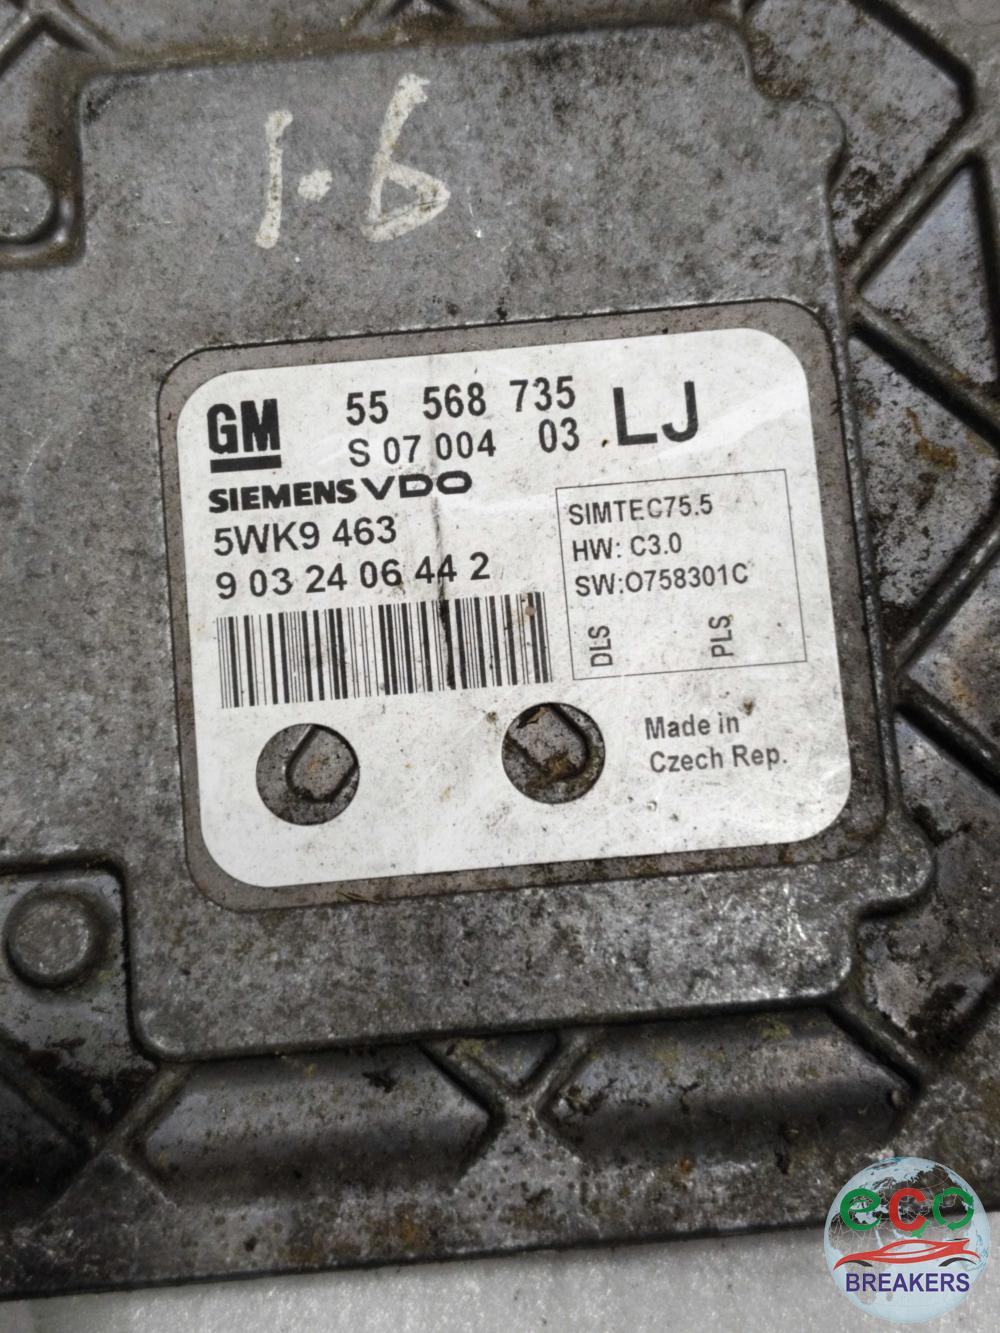 1.6
GM 55 568 735 LJ
S 07 004 03
SIEMENS VDO
5WK9 463
9 03 24 06 44 2
SIMTEC75.5
HW: C3.0
SW:O758301C
DLS PLS
Made in
Czech Rep.
eco
BREAKERS